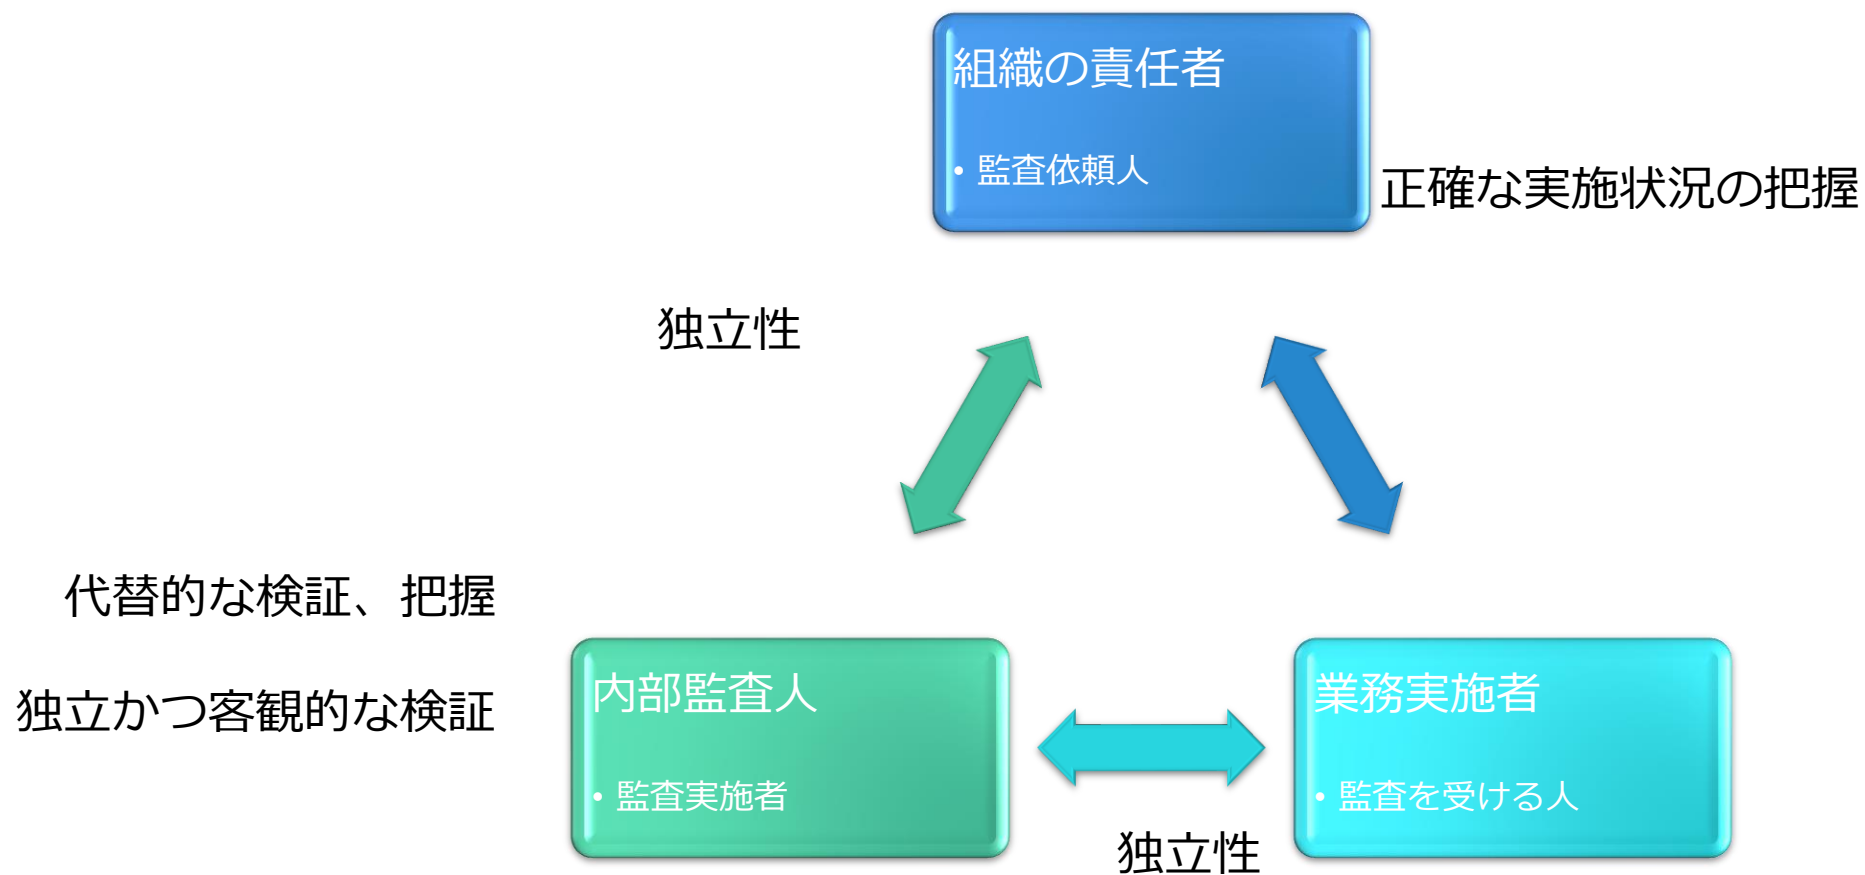 組織の責任者
• 監査依頼人
正確な実施状況の把握
独立性
代替的な検証、把握
独立かつ客観的な検証
内部監査人
• 監査実施者
業務実施者
• 監査を受ける人
独立性